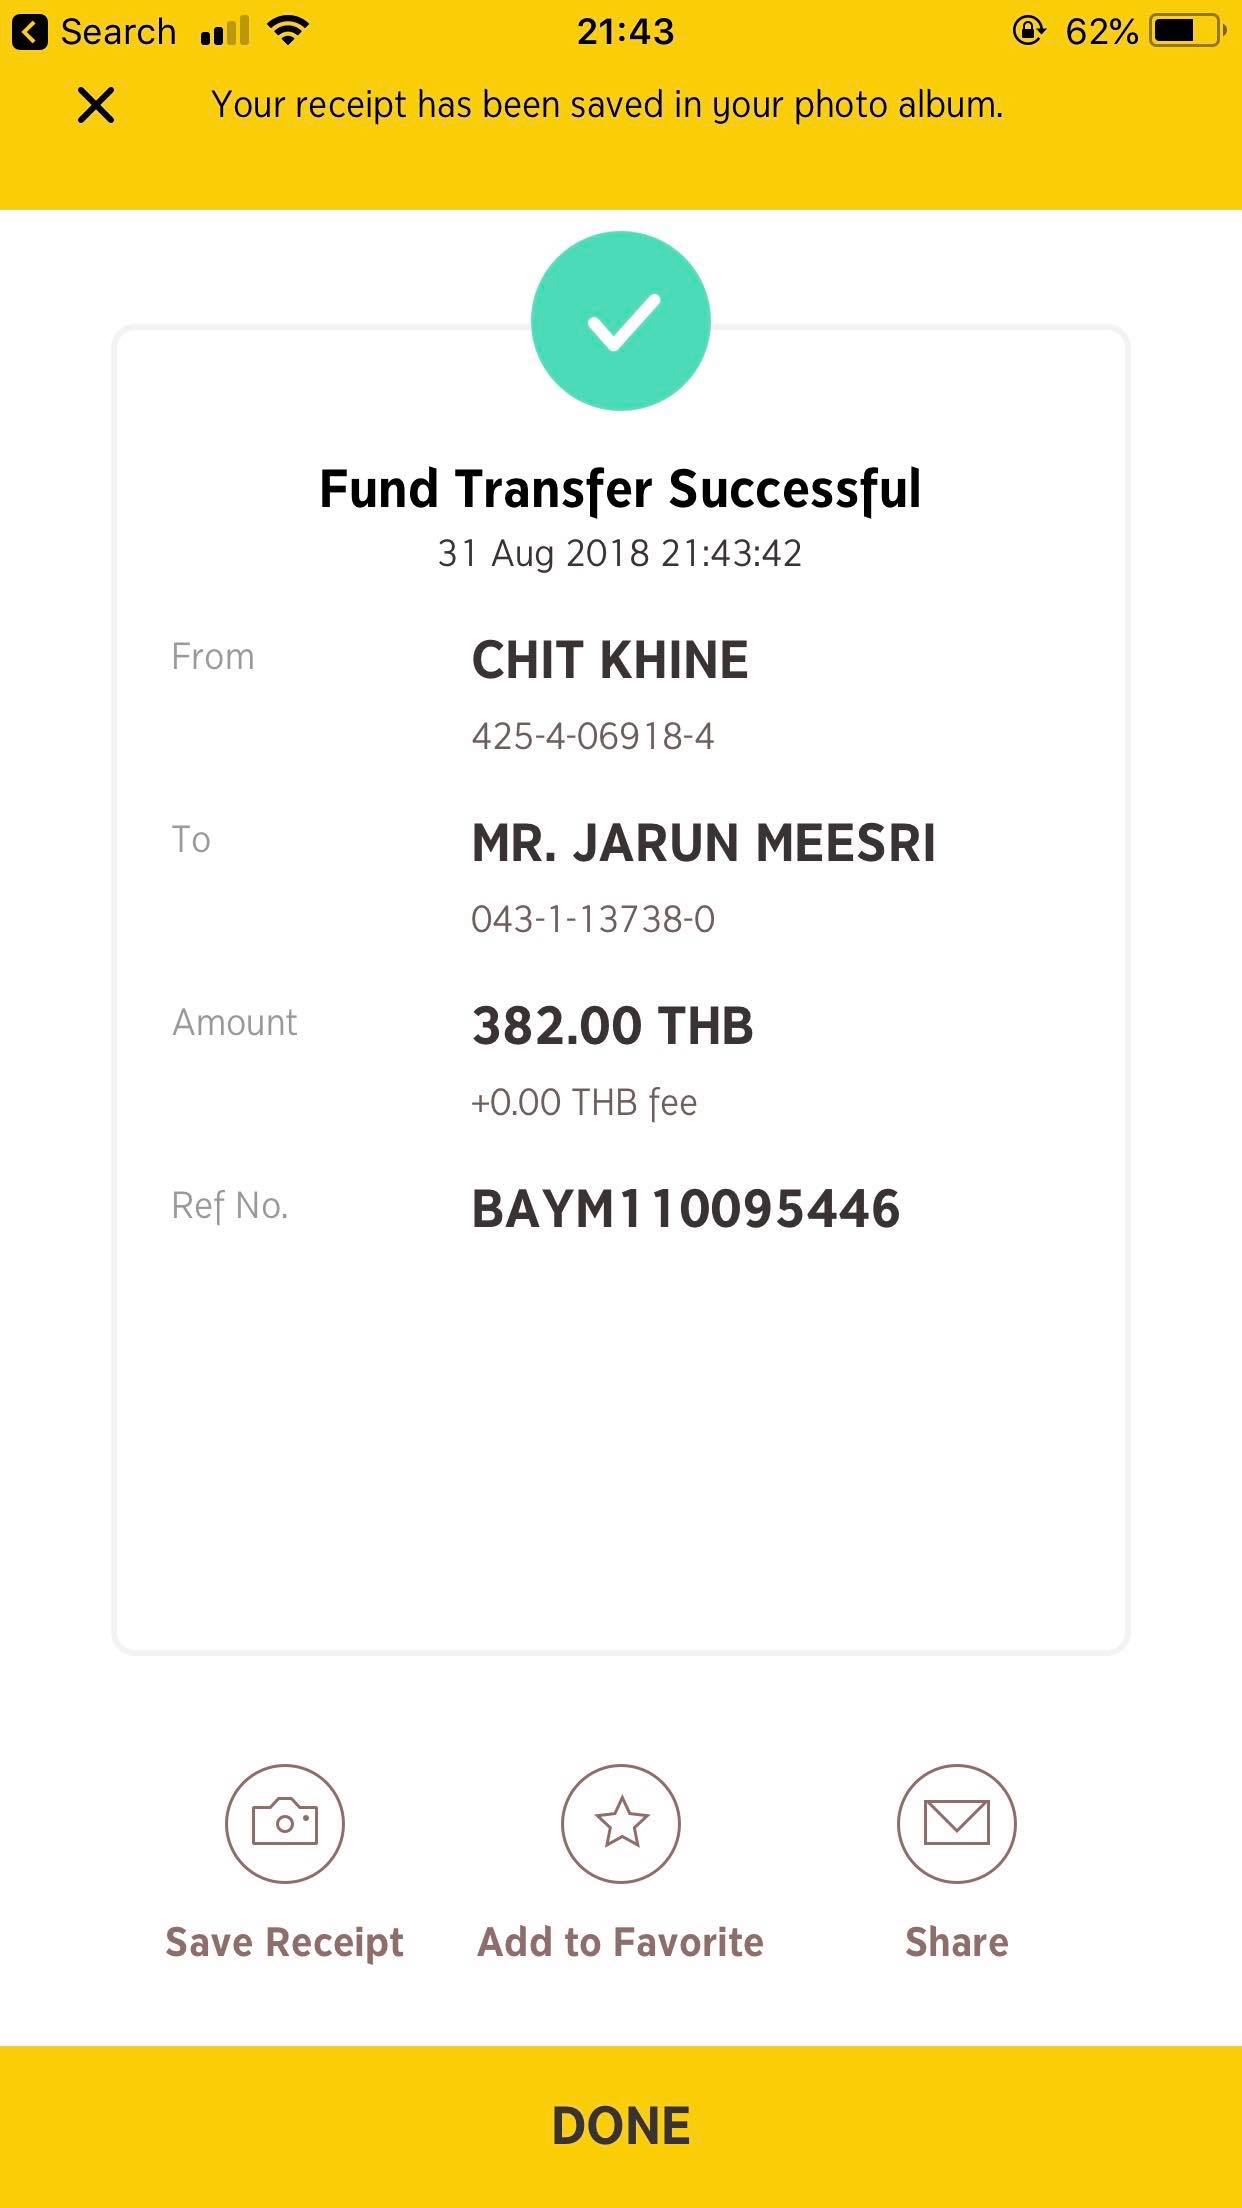 Search 21:43 62%
Your receipt has been saved in your photo album.
Fund Transfer Successful
31 Aug 2018 21:43:42
From CHIT KHINE
425-4-06918-4
To MR. JARUN MEESRI
043-1-13738-0
Amount 382.00 THB
+0.00 THB fee
Ref No. BAYM110095446
Save Receipt Add to Favorite Share
DONE